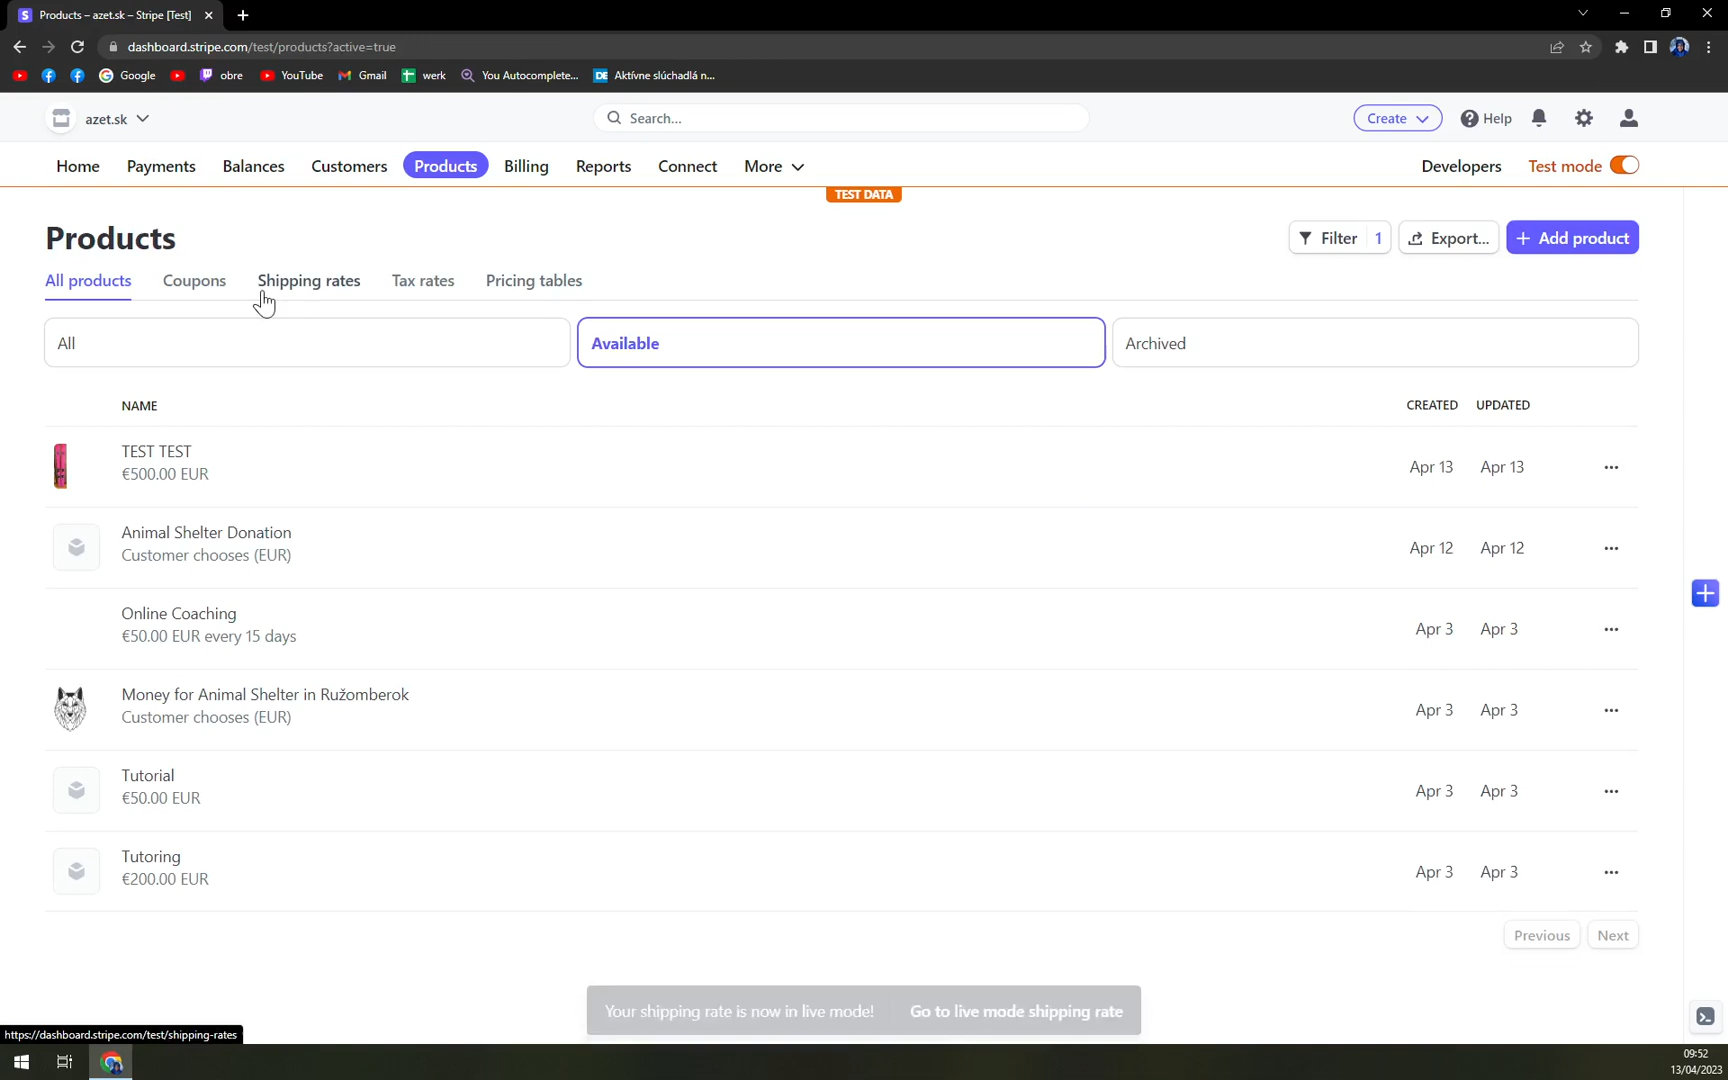 Products – azet.sk – Stripe [Test]
dashboard.stripe.com/test/products?active=true
Google
obre
YouTube
Gmail
werk
You Autocomplete...
DE
Aktívne slúchadlá n...
azet.sk
Search...
Create
Help
Home
Payments
Balances
Customers
Products
Billing
Reports
Connect
More
Developers
Test mode
TEST DATA
Products
Filter 1
Export...
Add product
All products
Coupons
Shipping rates
Tax rates
Pricing tables
All
Available
Archived
NAME
CREATED
UPDATED
TEST TEST
€500.00 EUR
Apr 13
Apr 13
Animal Shelter Donation
Customer chooses (EUR)
Apr 12
Apr 12
Online Coaching
€50.00 EUR every 15 days
Apr 3
Apr 3
Money for Animal Shelter in Ružomberok
Customer chooses (EUR)
Apr 3
Apr 3
Tutorial
€50.00 EUR
Apr 3
Apr 3
Tutoring
€200.00 EUR
Apr 3
Apr 3
Previous
Next
Your shipping rate is now in live mode!
Go to live mode shipping rate
https://dashboard.stripe.com/test/shipping-rates
09:52
13/04/2023